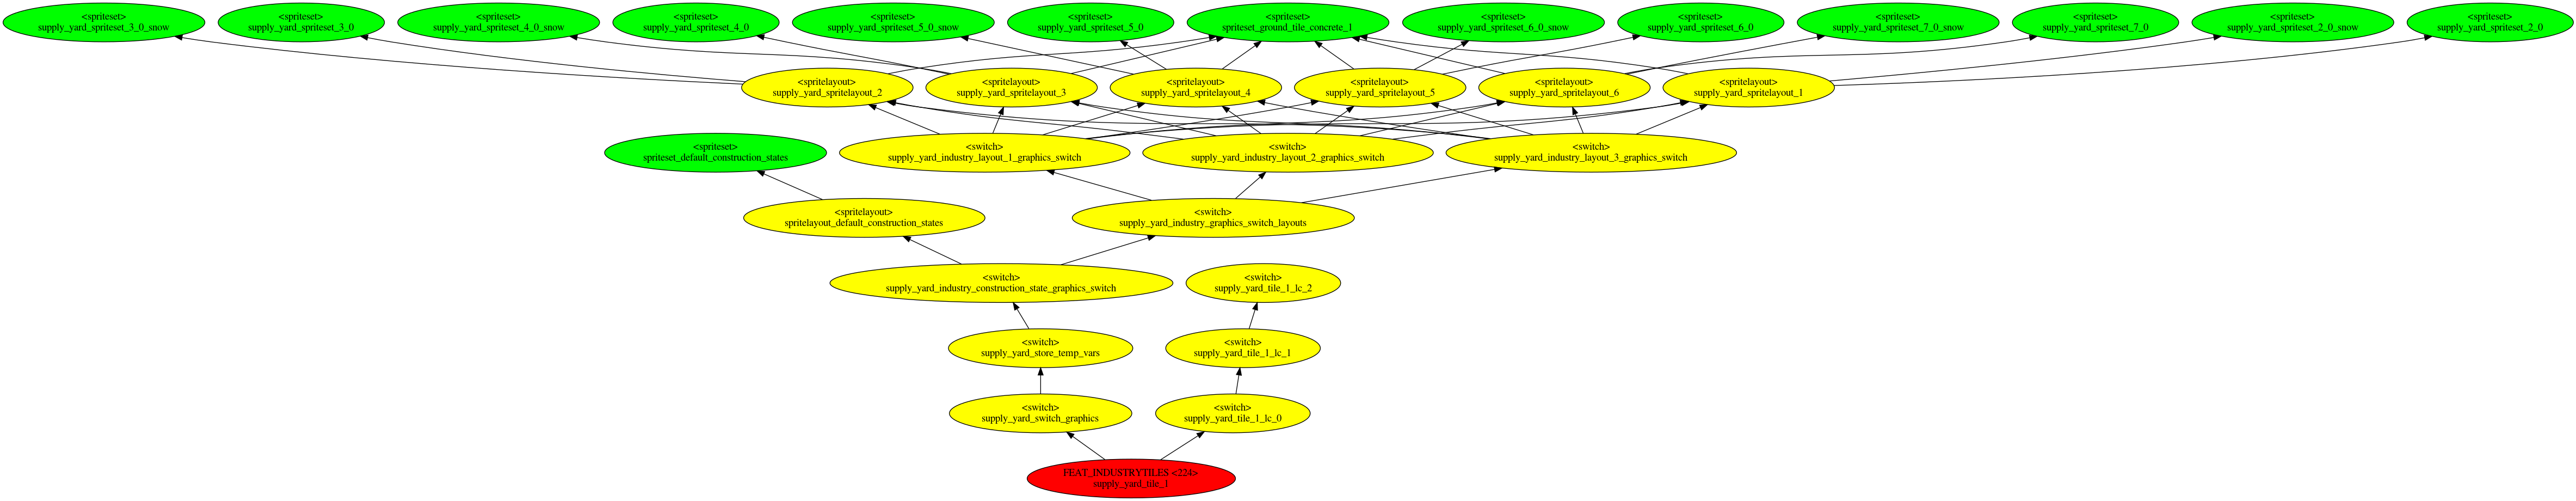 <spriteset>
supply_yard_spriteset_3_0_snow
<spriteset>
supply_yard_spriteset_3_0
<spriteset>
supply_yard_spriteset_4_0_snow
<spriteset>
supply_yard_spriteset_4_0
<spriteset>
supply_yard_spriteset_5_0_snow
<spriteset>
supply_yard_spriteset_5_0
<spriteset>
spriteset_ground_tile_concrete_1
<spriteset>
supply_yard_spriteset_6_0_snow
<spriteset>
supply_yard_spriteset_6_0
<spriteset>
supply_yard_spriteset_7_0_snow
<spriteset>
supply_yard_spriteset_7_0
<spriteset>
supply_yard_spriteset_2_0_snow
<spriteset>
supply_yard_spriteset_2_0
<spritelayout>
supply_yard_spritelayout_2
<spritelayout>
supply_yard_spritelayout_3
<spritelayout>
supply_yard_spritelayout_4
<spritelayout>
supply_yard_spritelayout_5
<spritelayout>
supply_yard_spritelayout_6
<spritelayout>
supply_yard_spritelayout_1
<spriteset>
spriteset_default_construction_states
<switch>
supply_yard_industry_layout_1_graphics_switch
<switch>
supply_yard_industry_layout_2_graphics_switch
<switch>
supply_yard_industry_layout_3_graphics_switch
<spritelayout>
spritelayout_default_construction_states
<switch>
supply_yard_industry_graphics_switch_layouts
<switch>
supply_yard_industry_construction_state_graphics_switch
<switch>
supply_yard_tile_1_lc_2
<switch>
supply_yard_store_temp_vars
<switch>
supply_yard_tile_1_lc_1
<switch>
supply_yard_switch_graphics
<switch>
supply_yard_tile_1_lc_0
FEAT_INDUSTRYTILES <224>
supply_yard_tile_1